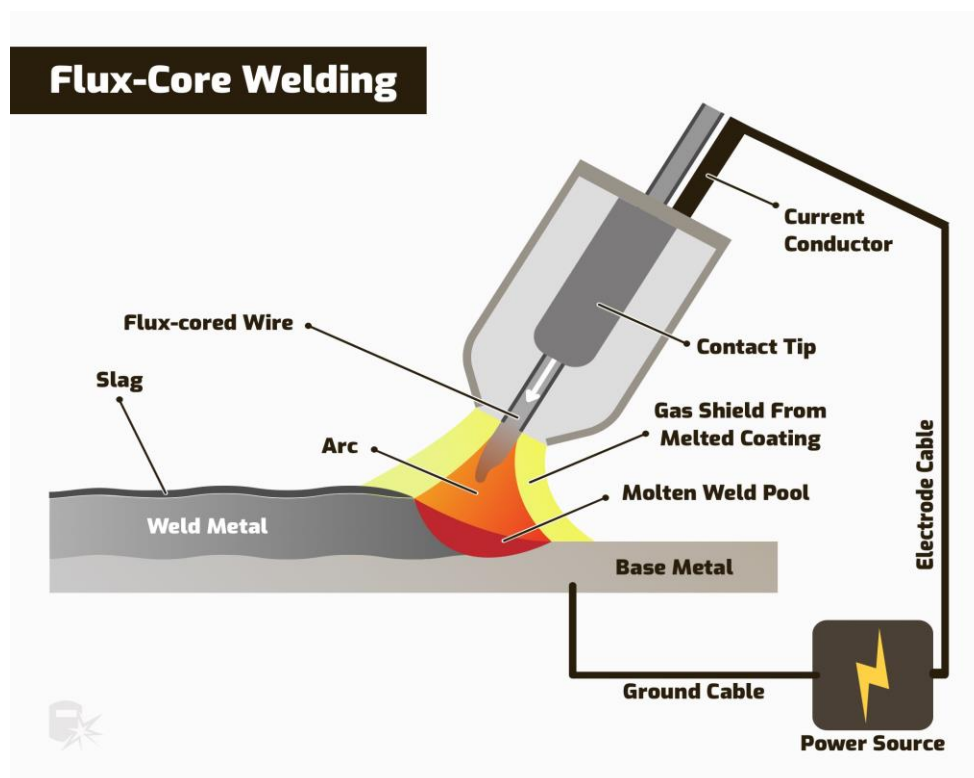 Flux-Core Welding
Current
Conductor
Flux-cored Wire
Contact Tip
Slag
Gas Shield From
Melted Coating
Arc
Molten Weld Pool
Weld Metal
Base Metal
Electrode Cable
Ground Cable
Power Source